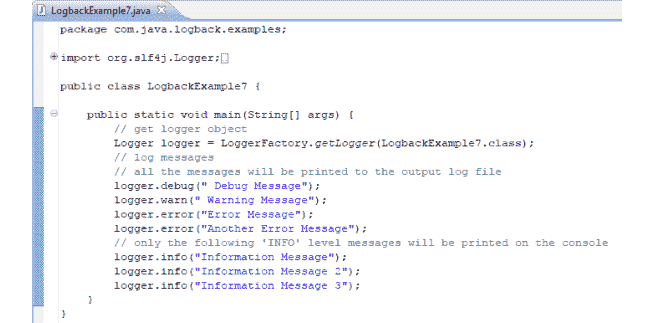 LogbackExample7.java
package com.java.logback.examples;
import org.slf4j.Logger;
public class LogbackExample7 {
public static void main(String[] args) {
// get logger object
Logger logger = LoggerFactory.getLogger(LogbackExample7.class);
// log messages
// all the messages will be printed to the output log file
logger.debug(" Debug Message");
logger.warn(" Warning Message");
logger.error("Error Message");
logger.error("Another Error Message");
// only the following 'INFO' level messages will be printed on the console
logger.info("Information Message");
logger.info("Information Message 2");
logger.info("Information Message 3");
}
}